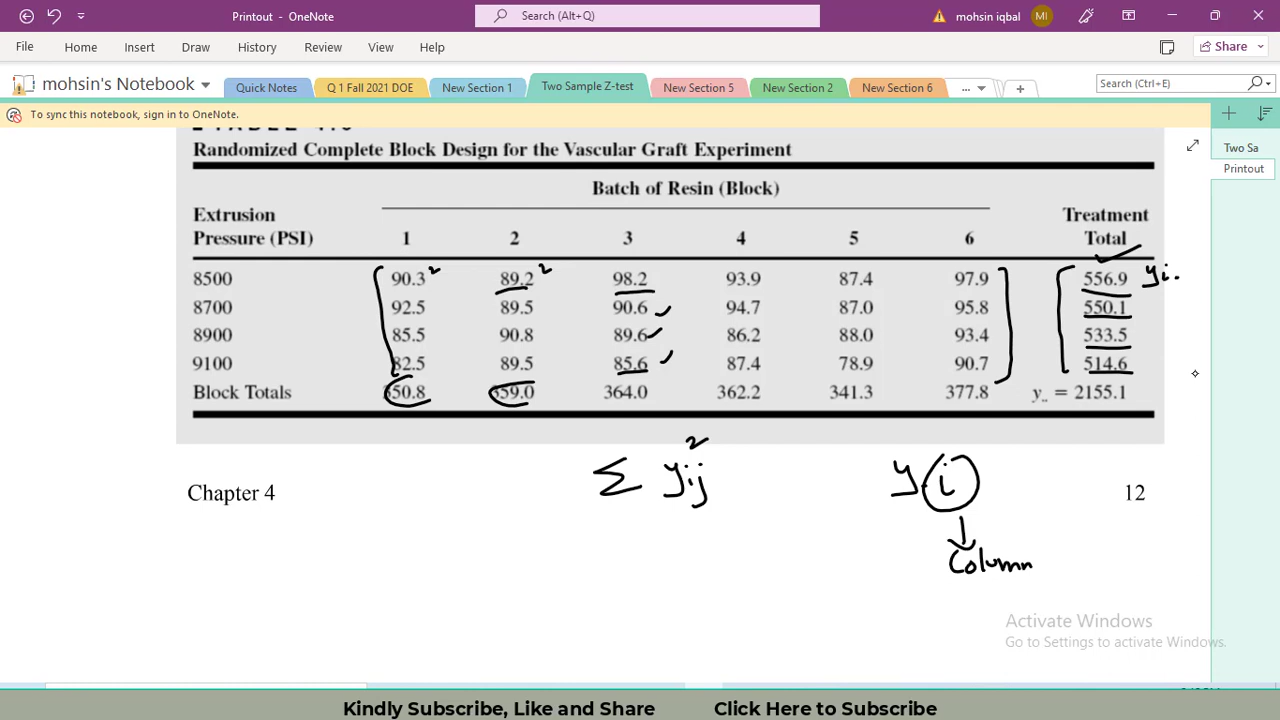 Printout - OneNote
Search (Alt+Q)
mohsin iqbal
MI
File Home Insert Draw History Review View Help
Share
mohsin's Notebook
Quick Notes
Q 1 Fall 2021 DOE
New Section 1
Two Sample Z-test
New Section 5
New Section 2
New Section 6
...
Search (Ctrl+E)
To sync this notebook, sign in to OneNote.
Two Sa
Printout
Randomized Complete Block Design for the Vascular Graft Experiment
Batch of Resin (Block)
Extrusion Treatment
Pressure (PSI) 1 2 3 4 5 6 Total
8500 90.3² 89.2² 98.2 93.9 87.4 97.9 556.9 yi.
8700 92.5 89.5 90.6 94.7 87.0 95.8 550.1
8900 85.5 90.8 89.6 86.2 88.0 93.4 533.5
9100 82.5 89.5 85.6 87.4 78.9 90.7 514.6
Block Totals 350.8 359.0 364.0 362.2 341.3 377.8 y.. = 2155.1
Σ yij² y.i
Chapter 4 12
Column
Activate Windows
Go to Settings to activate Windows.
Kindly Subscribe, Like and Share Click Here to Subscribe